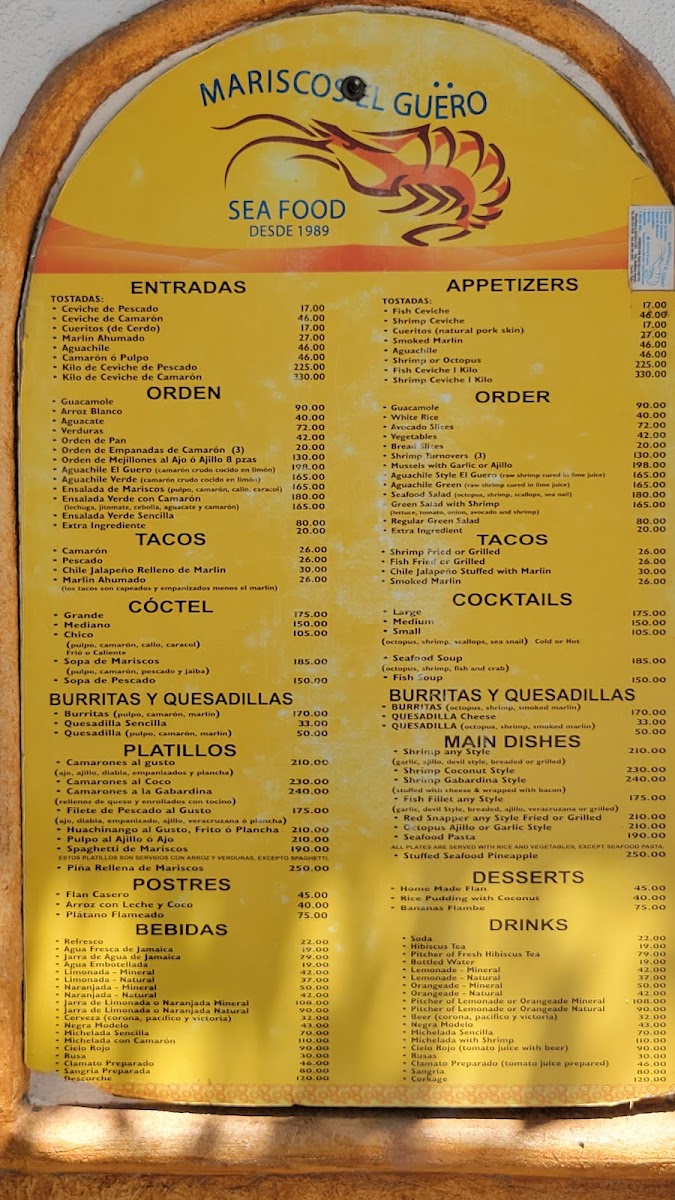 MARISCOS EL GUËRO
SEA FOOD
DESDE 1989
ENTRADAS
TOSTADAS:
• Ceviche de Pescado 17.00
• Ceviche de Camarón 46.00
• Cueritos (de Cerdo) 17.00
• Marlin Ahumado 27.00
• Aguachile 46.00
• Camarón ó Pulpo 46.00
• Kilo de Ceviche de Pescado 225.00
• Kilo de Ceviche de Camarón 330.00
ORDEN
• Guacamole 90.00
• Arroz Blanco 40.00
• Aguacate 72.00
• Verduras 42.00
• Orden de Pan 20.00
• Orden de Empanadas de Camarón (3) 130.00
• Orden de Mejillones al Ajo ó Ajillo 8 pzas 198.00
• Aguachile El Guero (camarón crudo cocido en limón) 165.00
• Aguachile Verde (camarón crudo cocido en limón) 165.00
• Ensalada de Mariscos (pulpo, camarón, callo, caracol) 180.00
• Ensalada Verde con Camarón 165.00
(lechuga, jitomate, cebolla, aguacate y camarón)
• Ensalada Verde Sencilla 80.00
• Extra Ingrediente 20.00
TACOS
• Camarón 26.00
• Pescado 26.00
• Chile Jalapeño Relleno de Marlin 30.00
• Marlin Ahumado 26.00
(los tacos son capeados y empanizados menos el marlin)
CÓCTEL
• Grande 175.00
• Mediano 150.00
• Chico 105.00
(pulpo, camarón, callo, caracol)
Frió o Caliente
• Sopa de Mariscos 185.00
(pulpo, camarón, pescado y jaiba)
• Sopa de Pescado 150.00
BURRITAS Y QUESADILLAS
• Burritas (pulpo, camarón, marlin) 170.00
• Quesadilla Sencilla 33.00
• Quesadilla (pulpo, camarón, marlin) 50.00
PLATILLOS
• Camarones al gusto 210.00
(ajo, ajillo, diabla, empanizados y plancha)
• Camarones al Coco 230.00
• Camarones a la Gabardina 240.00
(rellenos de queso y enrollados con tocino)
• Filete de Pescado al Gusto 175.00
(ajo, diabla, empanizado, ajillo, veracruzana ó plancha)
• Huachinango al Gusto, Frito ó Plancha 210.00
• Pulpo al Ajillo ó Ajo 210.00
• Spaghetti de Mariscos 190.00
ESTOS PLATILLOS SON SERVIDOS CON ARROZ Y VERDURAS, EXCEPTO SPAGHETTI.
• Piña Rellena de Mariscos 250.00
POSTRES
• Flan Casero 45.00
• Arroz con Leche y Coco 40.00
• Plátano Flameado 75.00
BEBIDAS
• Refresco 22.00
• Agua Fresca de Jamaica 19.00
• Jarra de Agua de Jamaica 79.00
• Agua Embotellada 19.00
• Limonada - Mineral 42.00
• Limonada - Natural 37.00
• Naranjada - Mineral 50.00
• Naranjada - Natural 42.00
• Jarra de Limonada o Naranjada Mineral 108.00
• Jarra de Limonada o Naranjada Natural 90.00
• Cerveza (corona, pacifico y victoria) 32.00
• Negra Modelo 43.00
• Michelada Sencilla 70.00
• Michelada con Camarón 110.00
• Cielo Rojo 90.00
• Rusa 30.00
• Clamato Preparado 46.00
• Sangria Preparada 80.00
• Descorche 120.00
APPETIZERS
TOSTADAS:
• Fish Ceviche 17.00
• Shrimp Ceviche 46.00
• Cueritos (natural pork skin) 17.00
• Smoked Marlin 27.00
• Aguachile 46.00
• Shrimp or Octopus 46.00
• Fish Ceviche 1 Kilo 225.00
• Shrimp Ceviche 1 Kilo 330.00
ORDER
• Guacamole 90.00
• White Rice 40.00
• Avocado Slices 72.00
• Vegetables 42.00
• Bread Slices 20.00
• Shrimp Turnovers (3) 130.00
• Mussels with Garlic or Ajillo 198.00
• Aguachile Style El Guero (raw shrimp cured in lime juice) 165.00
• Aguachile Green (raw shrimp cured in lime juice) 165.00
• Seafood Salad (octopus, shrimp, scallops, sea nail) 180.00
• Green Salad with Shrimp 165.00
(lettuce, tomato, onion, avocado and shrimp)
• Regular Green Salad 80.00
• Extra Ingredient 20.00
TACOS
• Shrimp Fried or Grilled 26.00
• Fish Fried or Grilled 26.00
• Chile Jalapeño Stuffed with Marlin 30.00
• Smoked Marlin 26.00
COCKTAILS
• Large 175.00
• Medium 150.00
• Small 105.00
(octopus, shrimp, scallops, sea snail) Cold or Hot
• Seafood Soup 185.00
(octopus, shrimp, fish and crab)
• Fish Soup 150.00
BURRITAS Y QUESADILLAS
• BURRITAS (octopus, shrimp, smoked marlin) 170.00
• QUESADILLA Cheese 33.00
• QUESADILLA (octopus, shrimp, smoked marlin) 50.00
MAIN DISHES
• Shrimp any Style 210.00
(garlic, ajillo, devil style, breaded or grilled)
• Shrimp Coconut Style 230.00
• Shrimp Gabardina Style 240.00
(stuffed with cheese & wrapped with bacon)
• Fish Fillet any Style 175.00
(garlic, devil Style, breaded, ajillo, veracruzana or grilled)
• Red Snapper any Style Fried or Grilled 210.00
• Octopus Ajillo or Garlic Style 210.00
• Seafood Pasta 190.00
ALL PLATES ARE SERVED WITH RICE AND VEGETABLES, EXCEPT SEAFOOD PASTA.
• Stuffed Seafood Pineapple 250.00
DESSERTS
• Home Made Flan 45.00
• Rice Pudding with Coconut 40.00
• Bananas Flambe 75.00
DRINKS
• Soda 22.00
• Hibiscus Tea 19.00
• Pitcher of Fresh Hibiscus Tea 79.00
• Bottled Water 19.00
• Lemonade - Mineral 42.00
• Lemonade - Natural 37.00
• Orangeade - Mineral 50.00
• Orangeade - Natural 42.00
• Pitcher of Lemonade or Orangeade Mineral 108.00
• Pitcher of Lemonade or Orangeade Natural 90.00
• Beer (corona, pacifico y victoria) 32.00
• Negra Modelo 43.00
• Michelada Sencilla 70.00
• Michelada with Shrimp 110.00
• Cielo Rojo (tomato juice with beer) 90.00
• Rusas 30.00
• Clamato Preparado (tomato juice prepared) 46.00
• Sangria 80.00
• Corkage 120.00